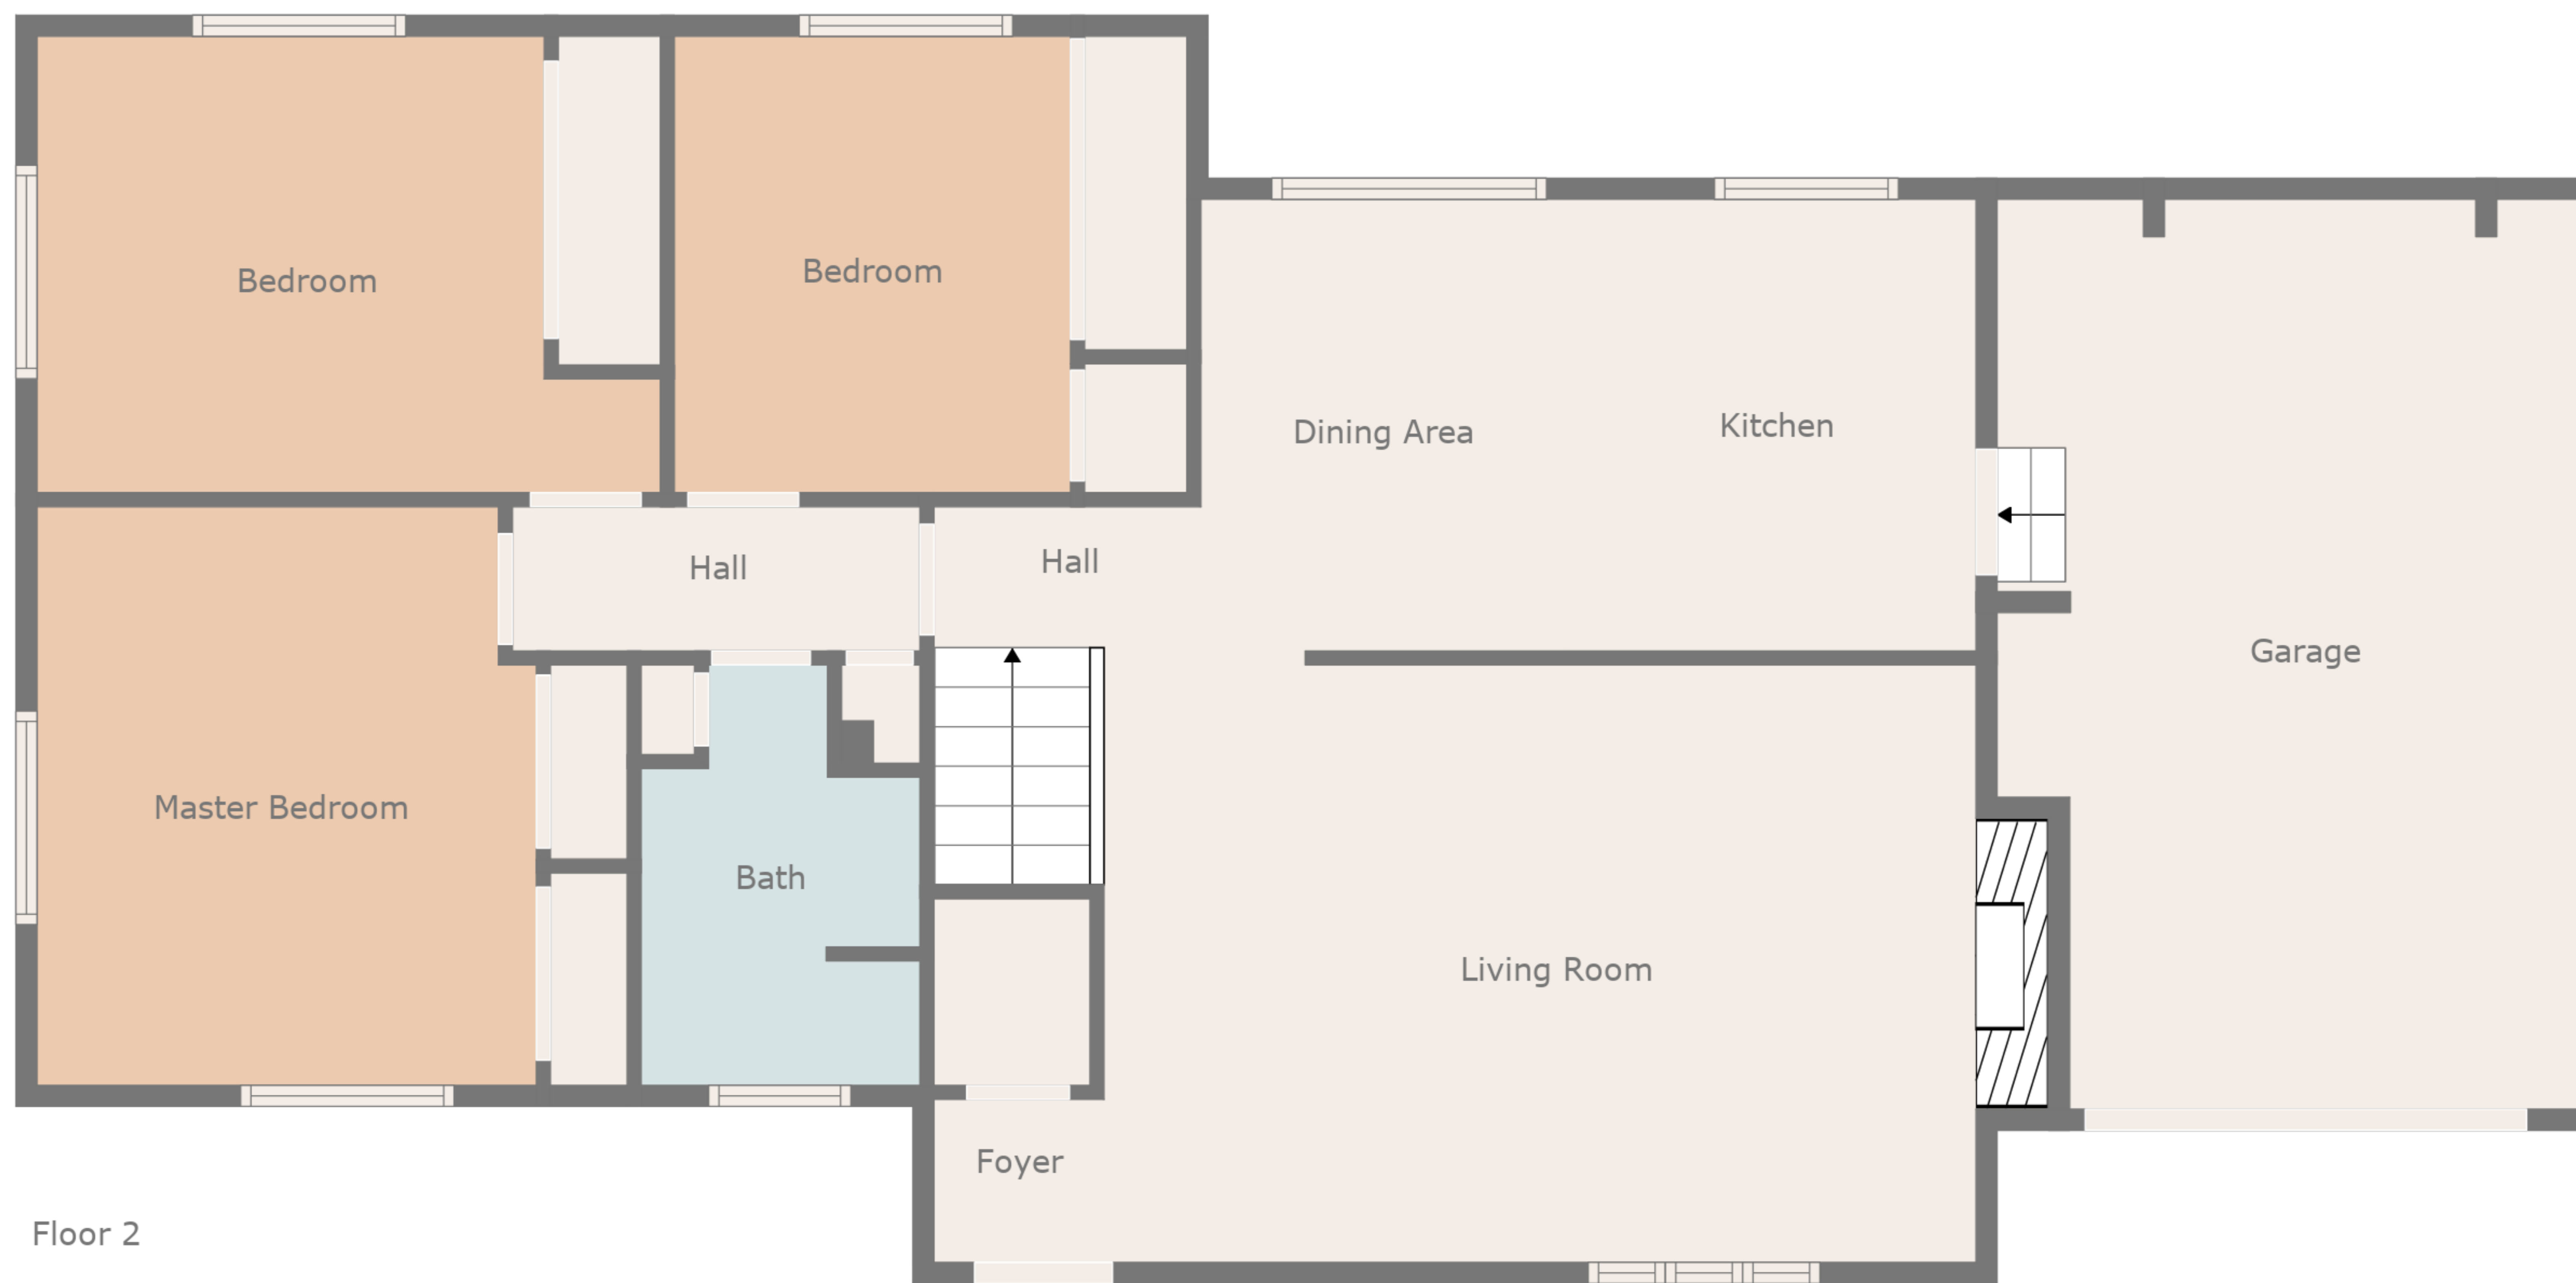 Bedroom
Bedroom
Dining Area
Kitchen
Hall
Hall
Garage
Master Bedroom
Bath
Living Room
Foyer
Floor 2